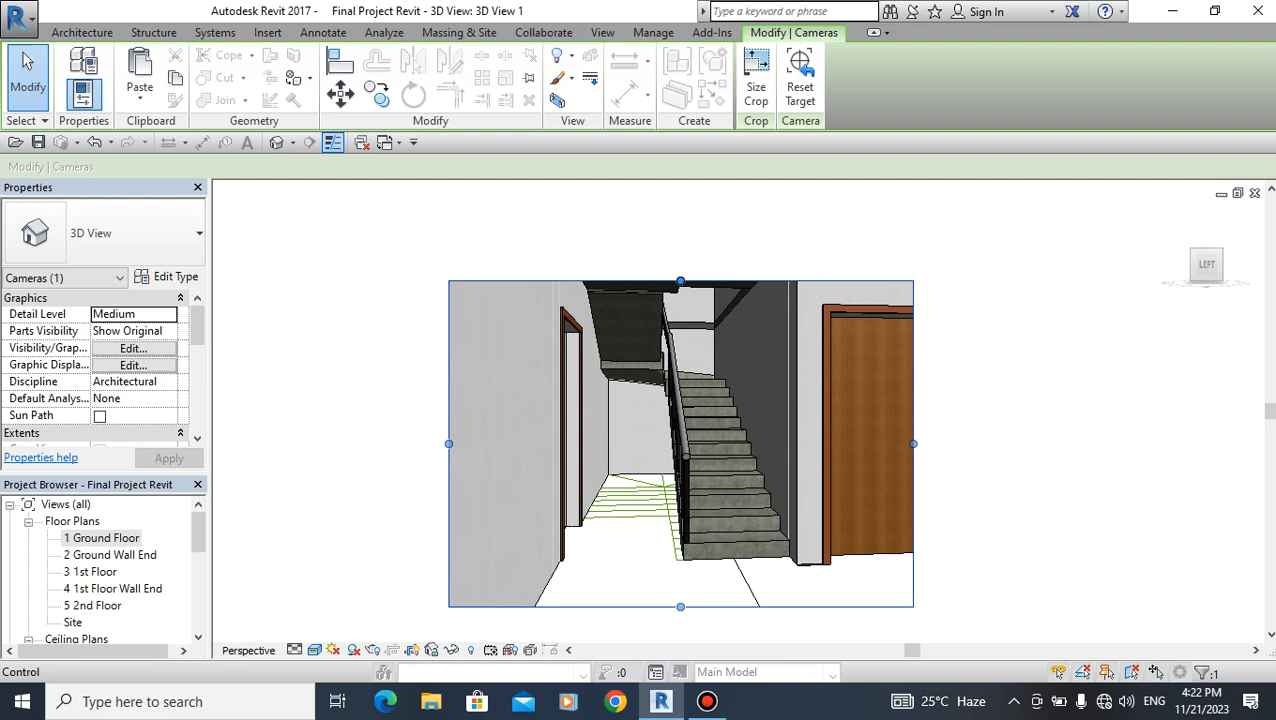 Autodesk Revit 2017 - Final Project Revit - 3D View: 3D View 1
Type a keyword or phrase
Sign In
Architecture Structure Systems Insert Annotate Analyze Massing & Site Collaborate View Manage Add-Ins Modify | Cameras
Modify
Paste
Cope
Cut
Join
Size
Crop
Reset
Target
Select Properties Clipboard Geometry Modify View Measure Create Crop Camera
Modify | Cameras
Properties
3D View
Cameras (1)
Edit Type
Graphics
Detail Level Medium
Parts Visibility Show Original
Visibility/Grap... Edit...
Graphic Displa... Edit...
Discipline Architectural
Default Analys... None
Sun Path
Extents
Properties help
Apply
Project Browser - Final Project Revit
Views (all)
Floor Plans
1 Ground Floor
2 Ground Wall End
3 1st Floor
4 1st Floor Wall End
5 2nd Floor
Site
Ceiling Plans
LEFT
Perspective
Control
:0
Main Model
:1
Type here to search
25°C Haze
ENG
4:22 PM
11/21/2023